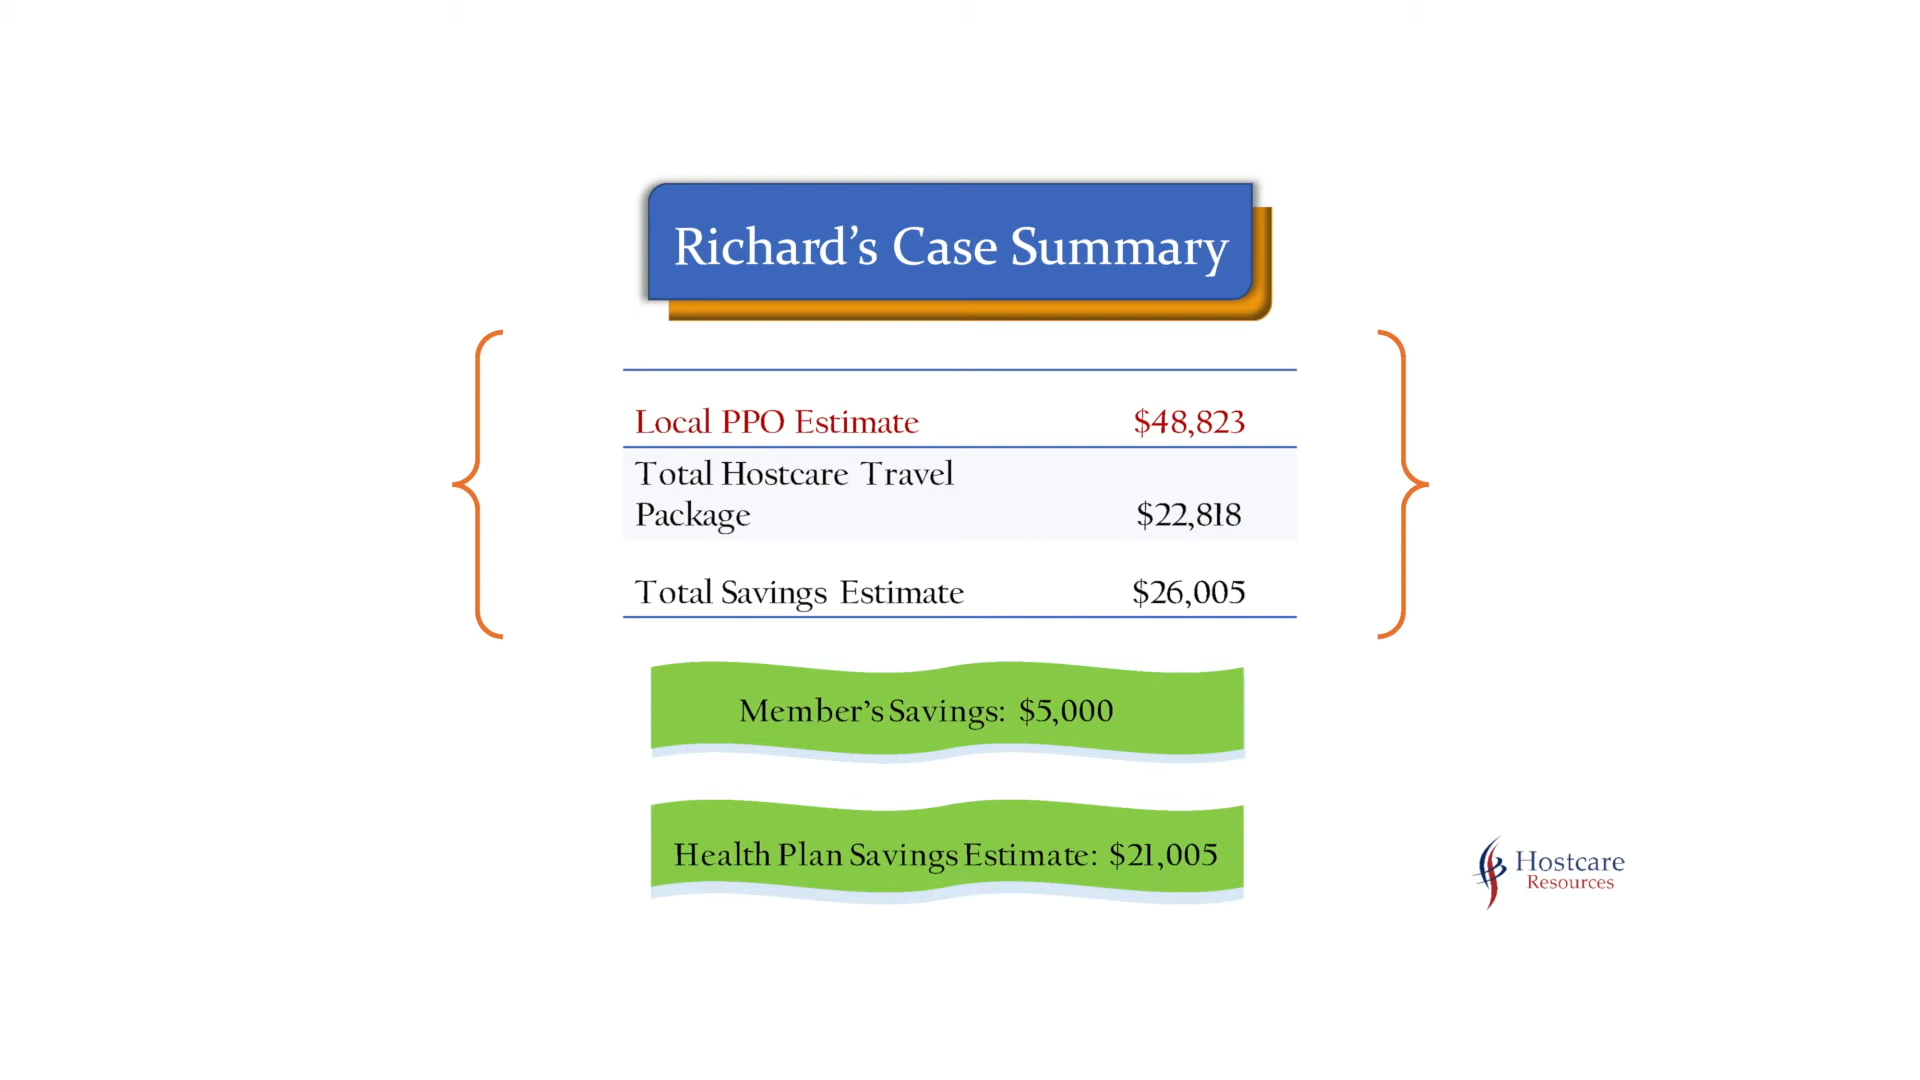 Richard’s Case Summary
Local PPO Estimate $48,823
Total Hostcare Travel
Package $22,818
Total Savings Estimate $26,005
Member’s Savings: $5,000
Health Plan Savings Estimate: $21,005
Hostcare
Resources